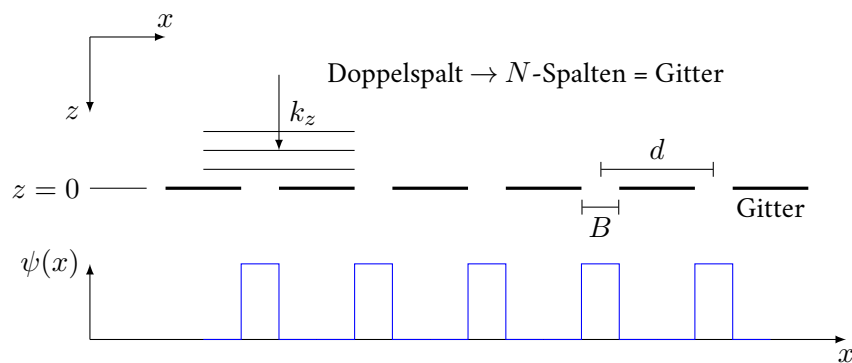 x
Doppelspalt → N-Spalten = Gitter
z
k_z
d
z = 0
B
Gitter
ψ(x)
x